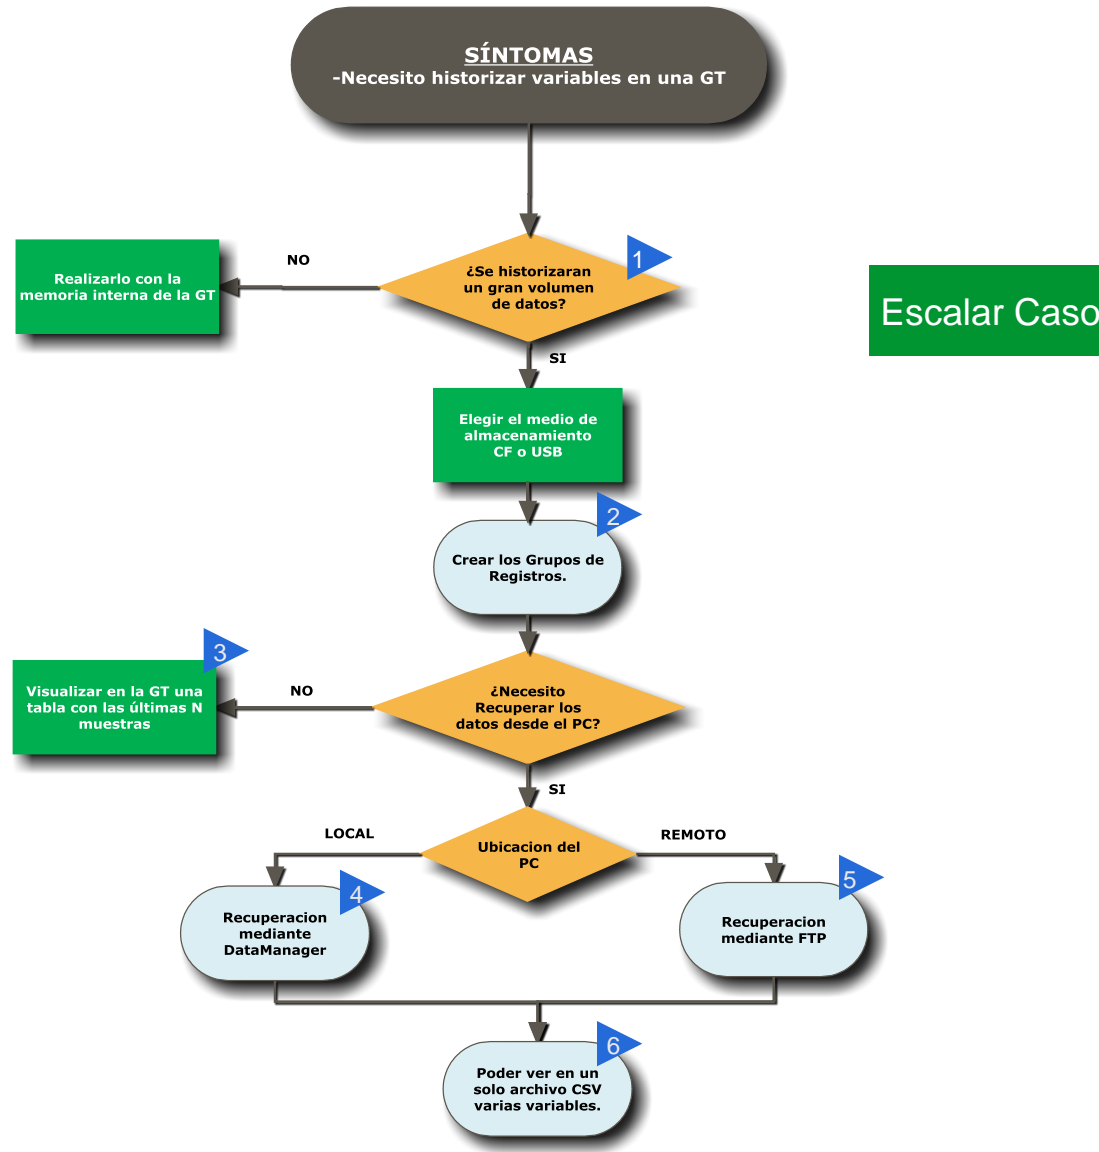 SÍNTOMAS
-Necesito historizar variables en una GT
NO
1
¿Se historizaran
un gran volumen
de datos?
Realizarlo con la
memoria interna de la GT
Escalar Caso
SI
Elegir el medio de
almacenamiento
CF o USB
2
Crear los Grupos de
Registros.
3
NO
Visualizar en la GT una
tabla con las últimas N
muestras
¿Necesito
Recuperar los
datos desde el PC?
SI
LOCAL
REMOTO
Ubicacion del
PC
4
Recuperacion
mediante
DataManager
5
Recuperacion
mediante FTP
6
Poder ver en un
solo archivo CSV
varias variables.